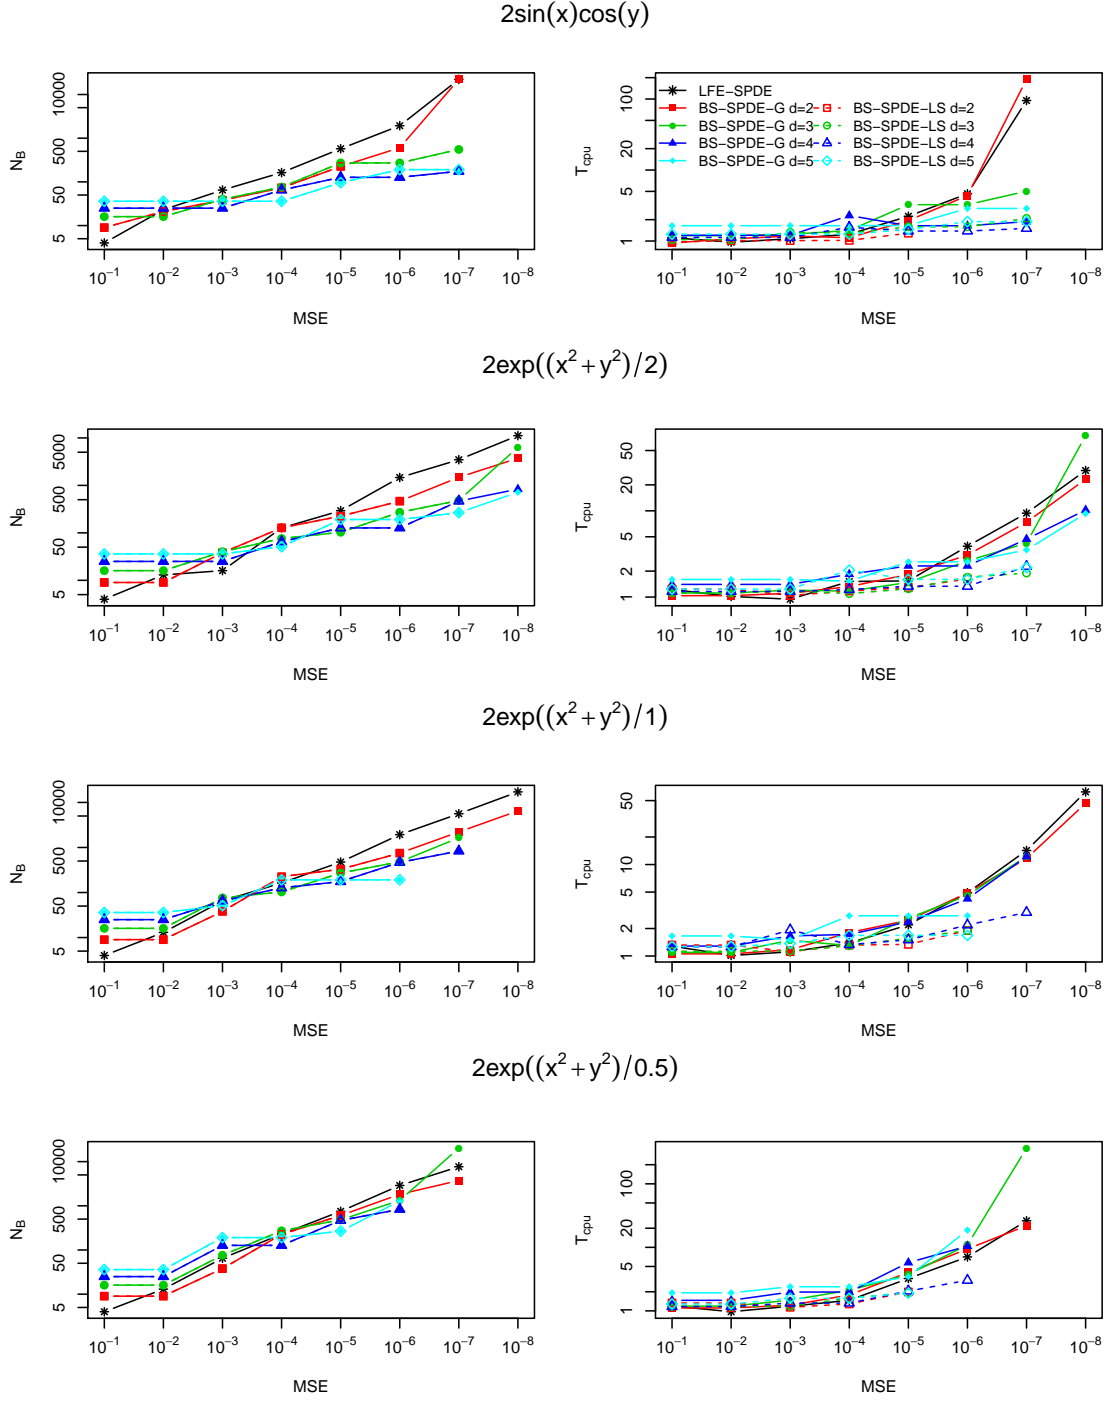 2sin(x)cos(y)
N_B
5 50 500 10000
10⁻¹ 10⁻² 10⁻³ 10⁻⁴ 10⁻⁵ 10⁻⁶ 10⁻⁷ 10⁻⁸
MSE
T_cpu
1 5 20 100
LFE−SPDE
BS−SPDE−G d=2 BS−SPDE−LS d=2
BS−SPDE−G d=3 BS−SPDE−LS d=3
BS−SPDE−G d=4 BS−SPDE−LS d=4
BS−SPDE−G d=5 BS−SPDE−LS d=5
10⁻¹ 10⁻² 10⁻³ 10⁻⁴ 10⁻⁵ 10⁻⁶ 10⁻⁷ 10⁻⁸
MSE
2exp((x² + y²)/2)
N_B
5 50 500 5000
10⁻¹ 10⁻² 10⁻³ 10⁻⁴ 10⁻⁵ 10⁻⁶ 10⁻⁷ 10⁻⁸
MSE
T_cpu
1 2 5 20 50
10⁻¹ 10⁻² 10⁻³ 10⁻⁴ 10⁻⁵ 10⁻⁶ 10⁻⁷ 10⁻⁸
MSE
2exp((x² + y²)/1)
N_B
5 50 500 10000
10⁻¹ 10⁻² 10⁻³ 10⁻⁴ 10⁻⁵ 10⁻⁶ 10⁻⁷ 10⁻⁸
MSE
T_cpu
1 2 5 10 50
10⁻¹ 10⁻² 10⁻³ 10⁻⁴ 10⁻⁵ 10⁻⁶ 10⁻⁷ 10⁻⁸
MSE
2exp((x² + y²)/0.5)
N_B
5 50 500 10000
10⁻¹ 10⁻² 10⁻³ 10⁻⁴ 10⁻⁵ 10⁻⁶ 10⁻⁷ 10⁻⁸
MSE
T_cpu
1 5 20 100
10⁻¹ 10⁻² 10⁻³ 10⁻⁴ 10⁻⁵ 10⁻⁶ 10⁻⁷ 10⁻⁸
MSE